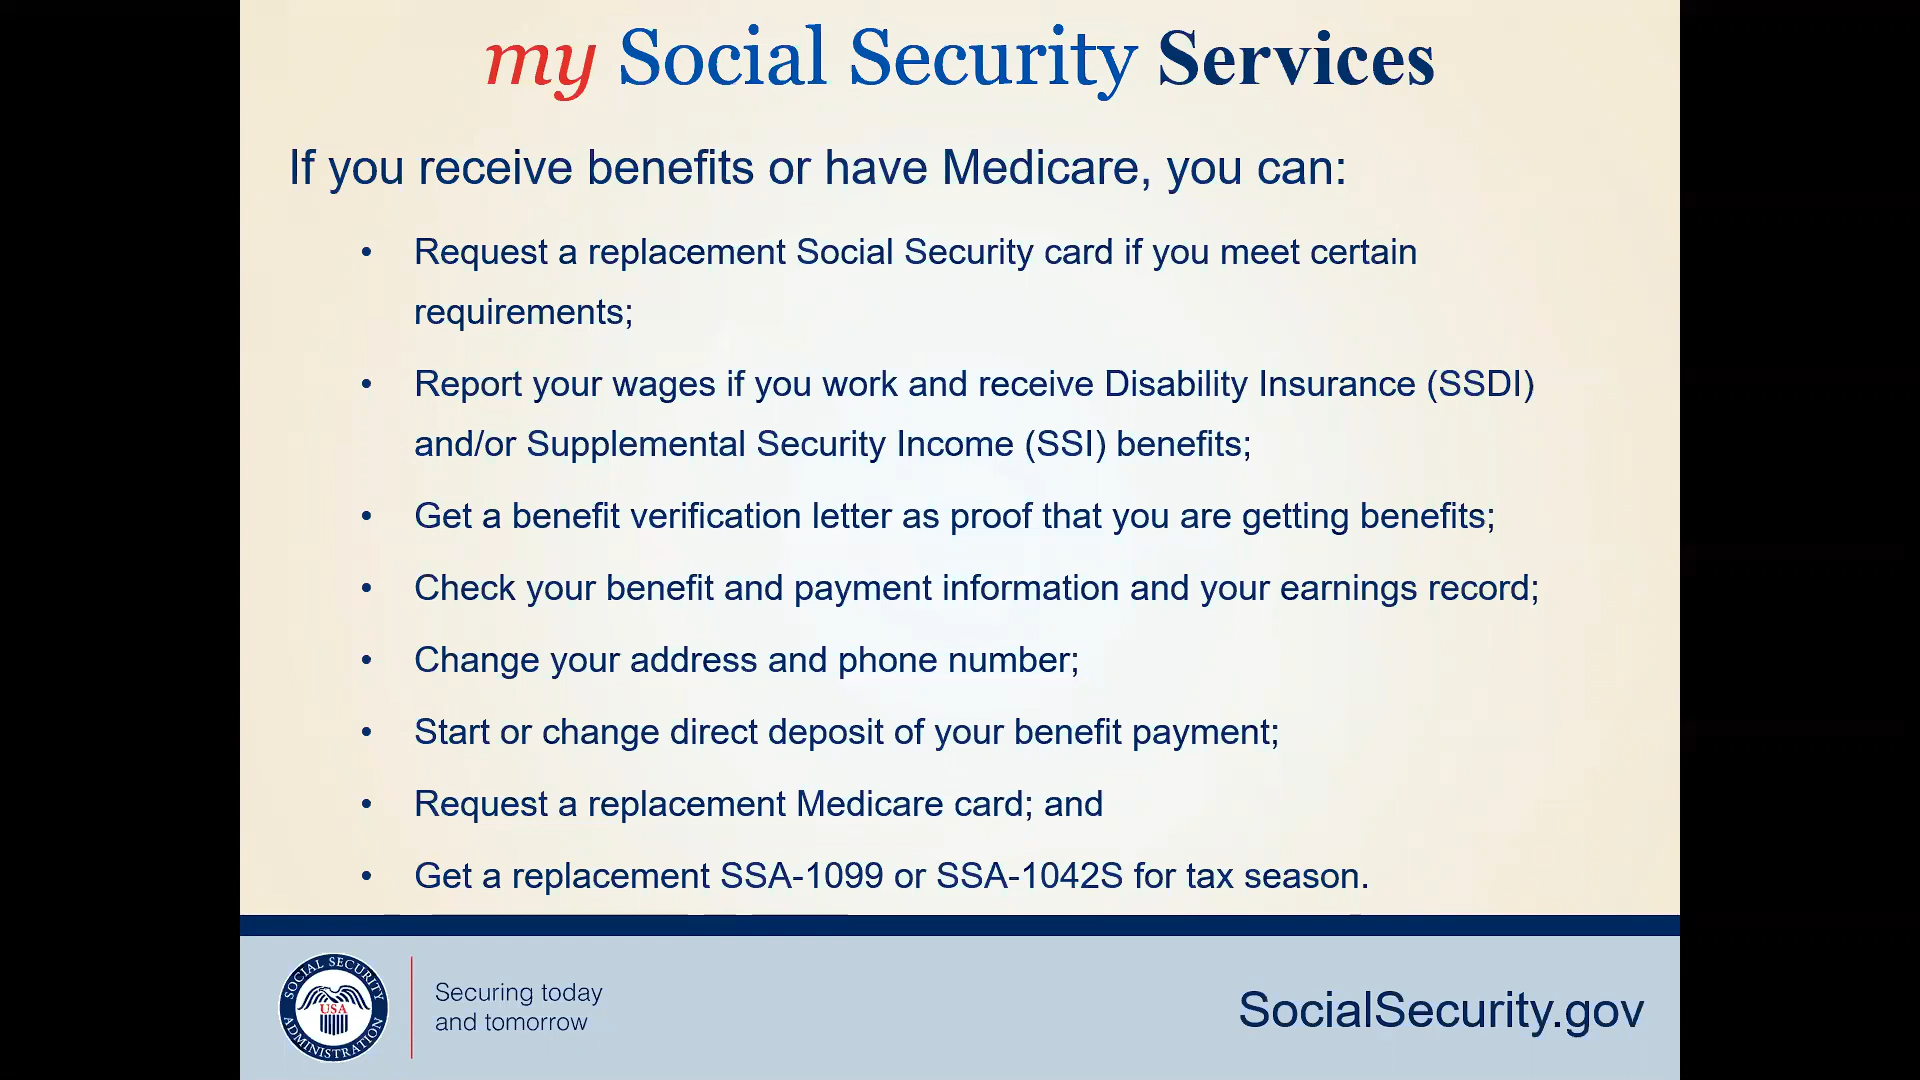 my Social Security Services
If you receive benefits or have Medicare, you can:
• Request a replacement Social Security card if you meet certain
requirements;
• Report your wages if you work and receive Disability Insurance (SSDI)
and/or Supplemental Security Income (SSI) benefits;
• Get a benefit verification letter as proof that you are getting benefits;
• Check your benefit and payment information and your earnings record;
• Change your address and phone number;
• Start or change direct deposit of your benefit payment;
• Request a replacement Medicare card; and
• Get a replacement SSA-1099 or SSA-1042S for tax season.
SOCIAL SECURITY
USA
ADMINISTRATION
Securing today
and tomorrow
SocialSecurity.gov